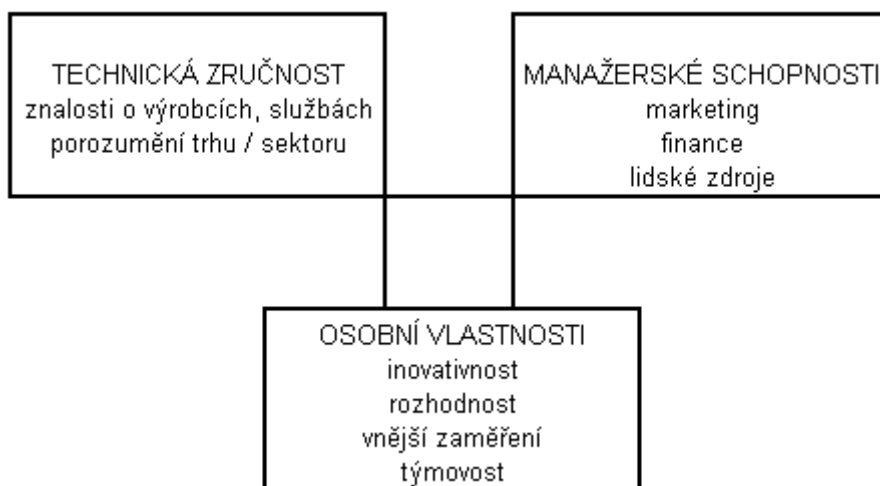 TECHNICKÁ ZRUČNOST
znalosti o výrobcích, službách
porozumění trhu / sektoru
MANAŽERSKÉ SCHOPNOSTI
marketing
finance
lidské zdroje
OSOBNÍ VLASTNOSTI
inovativnost
rozhodnost
vnější zaměření
týmovost